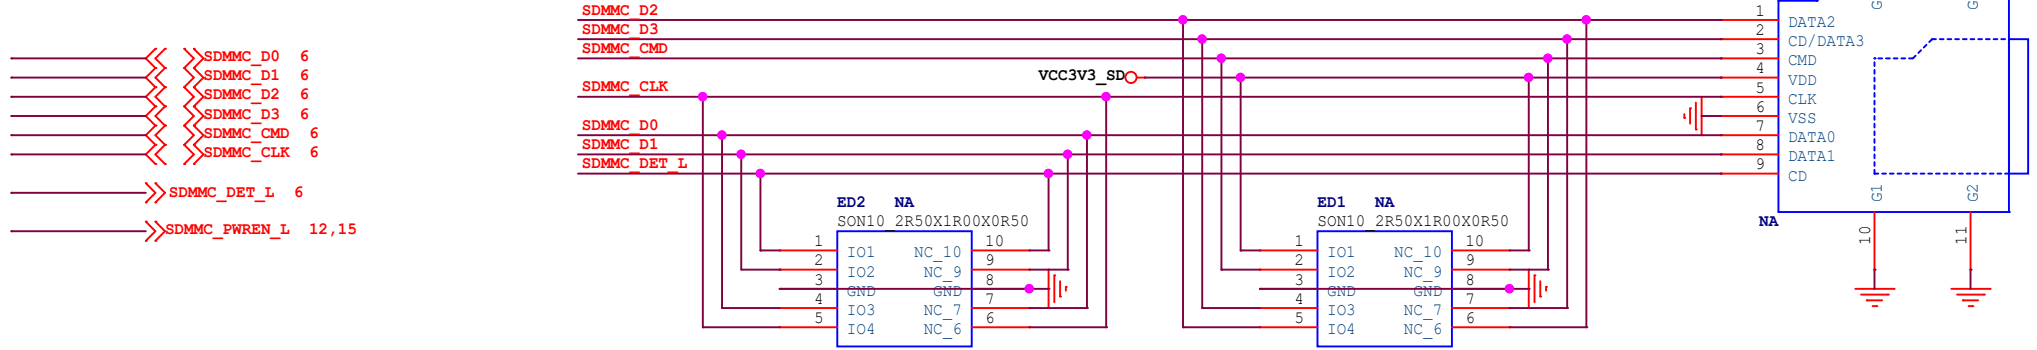 SDMMC_D0 6
SDMMC_D1 6
SDMMC_D2 6
SDMMC_D3 6
SDMMC_CMD 6
SDMMC_CLK 6
SDMMC_DET_L 6
SDMMC_PWREN_L 12,15
SDMMC_D2
SDMMC_D3
SDMMC_CMD
VCC3V3_SD
SDMMC_CLK
SDMMC_D0
SDMMC_D1
SDMMC_DET_L
ED2 NA
SON10_2R50X1R00X0R50
1 IO1 NC_10 10
2 IO2 NC_9 9
3 GND GND 8
4 IO3 NC_7 7
5 IO4 NC_6 6
ED1 NA
SON10_2R50X1R00X0R50
1 IO1 NC_10 10
2 IO2 NC_9 9
3 GND GND 8
4 IO3 NC_7 7
5 IO4 NC_6 6
1 DATA2
2 CD/DATA3
3 CMD
4 VDD
5 CLK
6 VSS
7 DATA0
8 DATA1
9 CD
G1 G2
NA
10 11